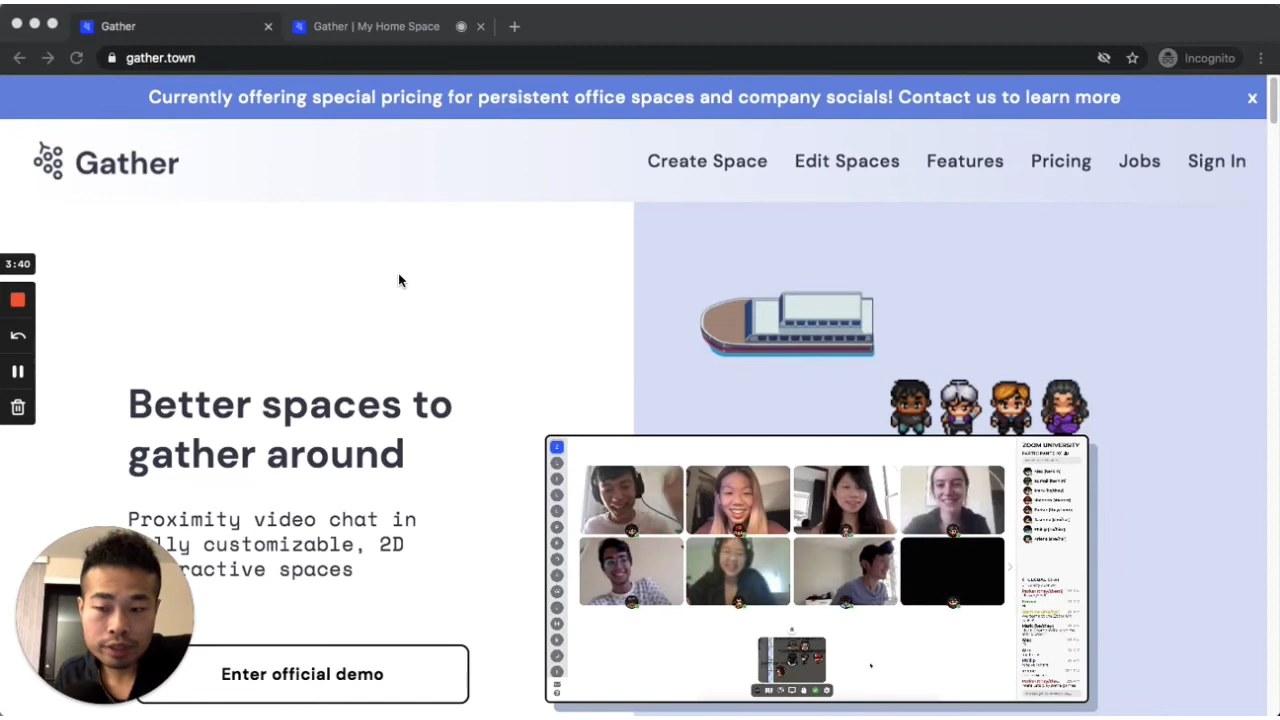 Gather
Gather | My Home Space
gather.town
Incognito
Currently offering special pricing for persistent office spaces and company socials! Contact us to learn more
x
Gather
Create Space
Edit Spaces
Features
Pricing
Jobs
Sign In
3:40
Better spaces to
gather around
Proximity video chat in
customizable, 2D
spaces
Enter official demo
ZOOM UNIVERSITY